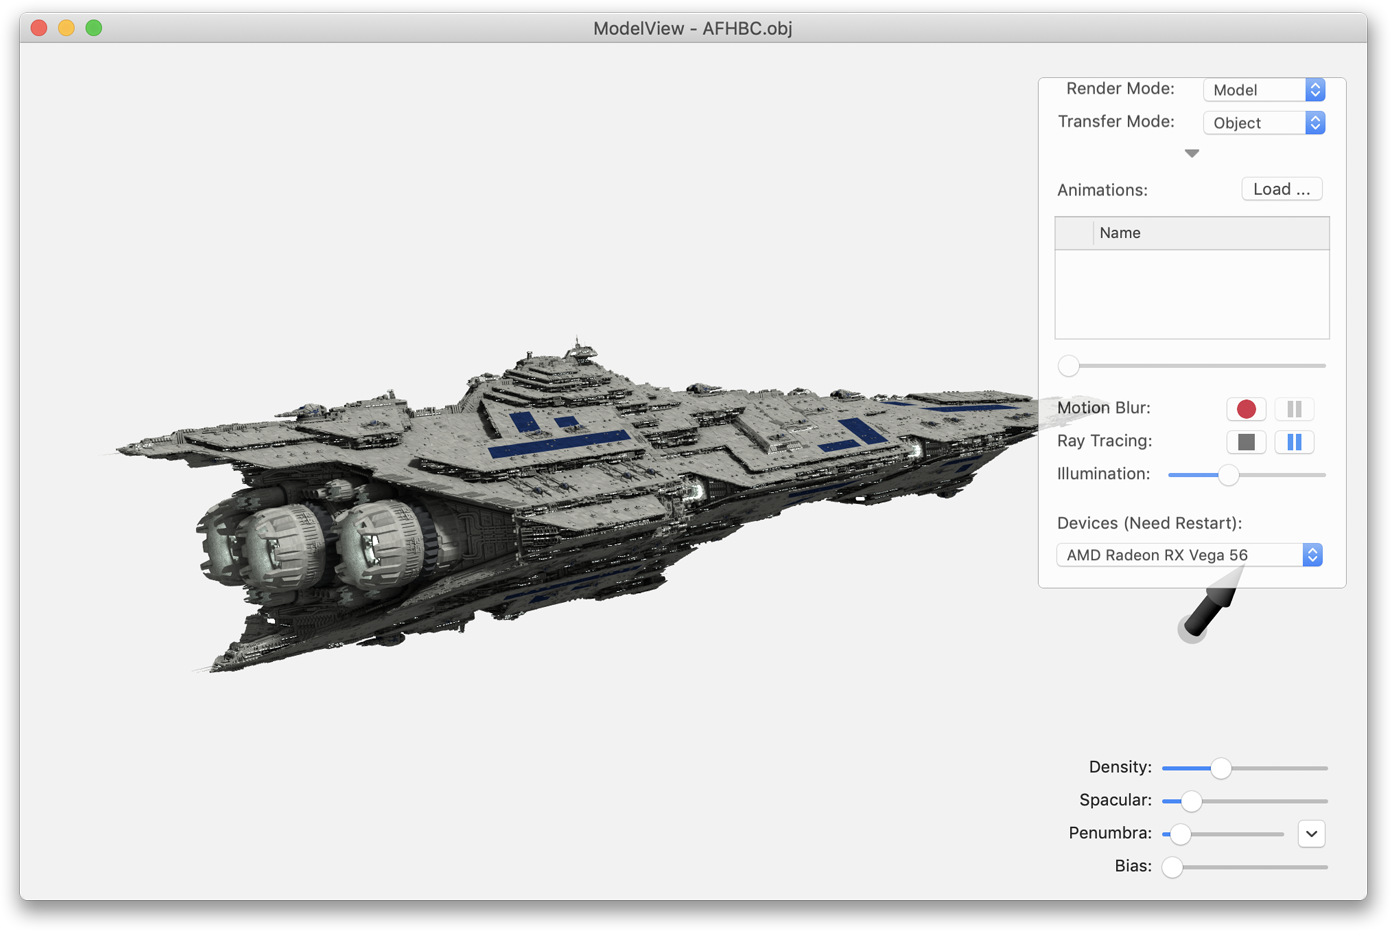 ModelView - AFHBC.obj
Render Mode: Model
Transfer Mode: Object
Animations: Load ...
Name
Motion Blur:
Ray Tracing:
Illumination:
Devices (Need Restart):
AMD Radeon RX Vega 56
Density:
Spacular:
Penumbra:
Bias: